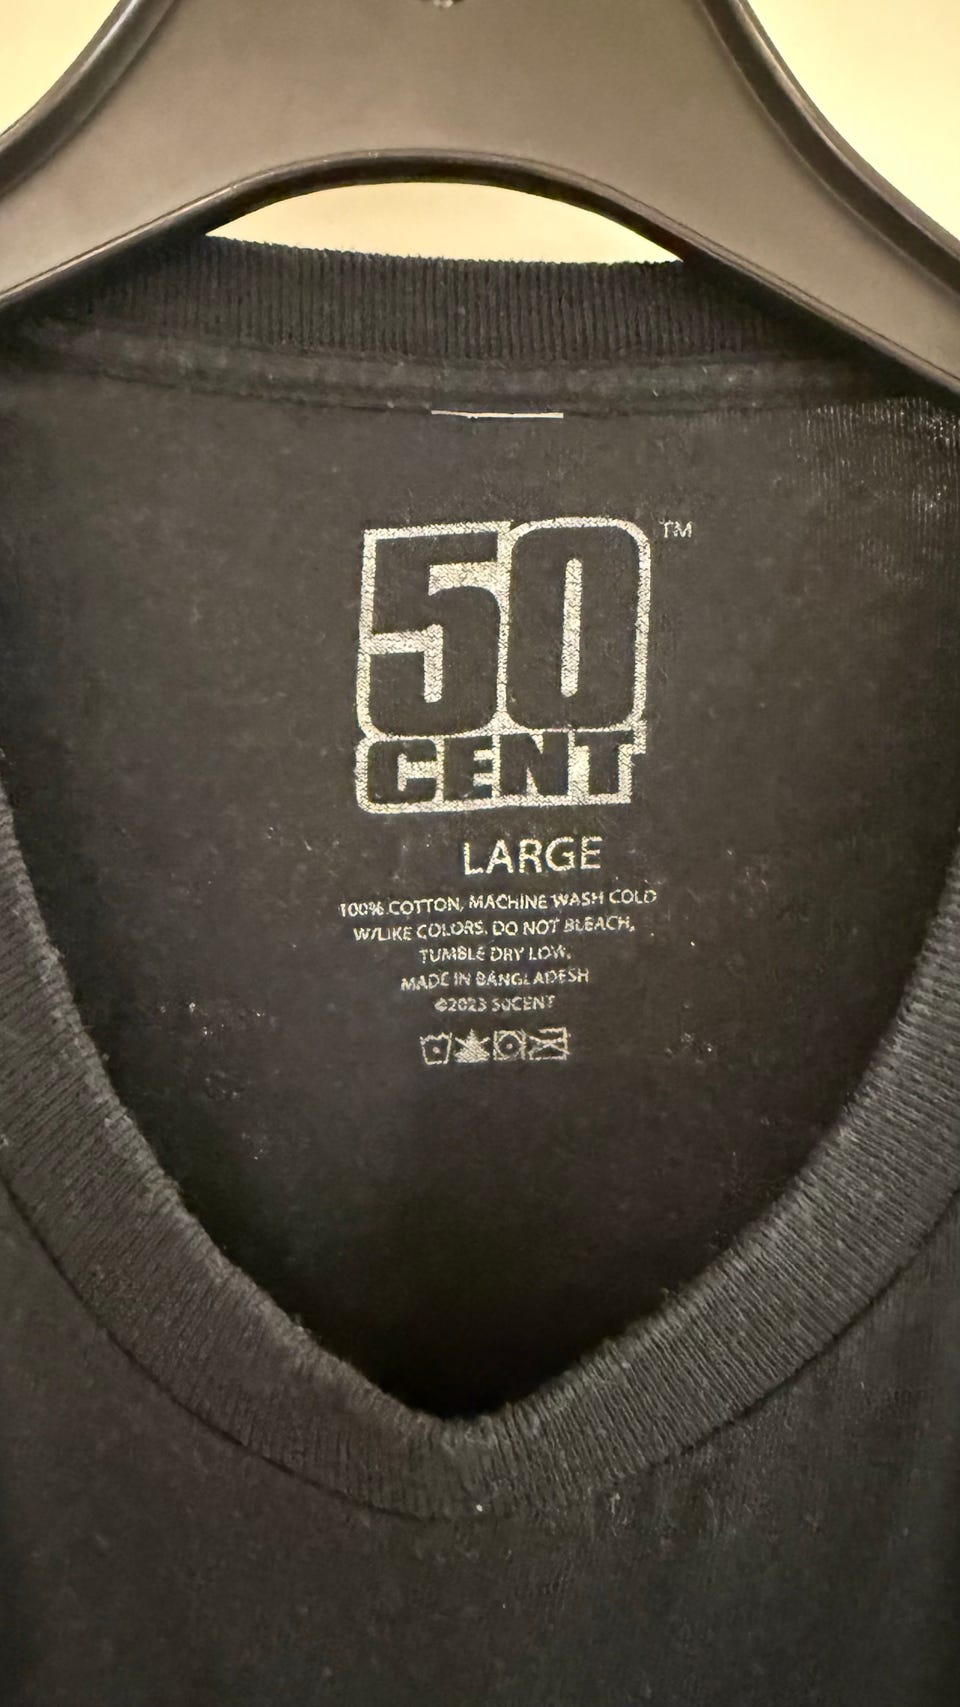 50
TM
CENT
LARGE
100% COTTON, MACHINE WASH COLD
W/LIKE COLORS, DO NOT BLEACH,
TUMBLE DRY LOW,
MADE IN BANGLADESH
©2023 50CENT